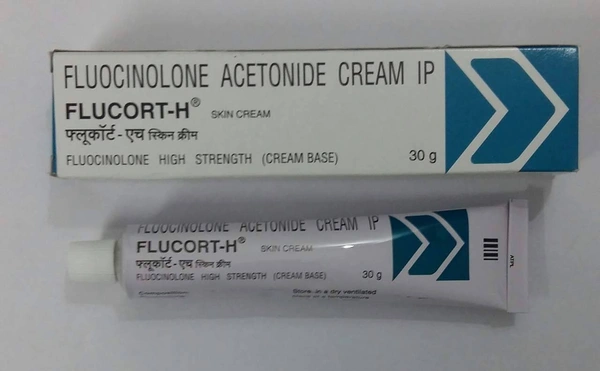 FLUOCINOLONE ACETONIDE CREAM IP
FLUCORT-H® SKIN CREAM
फ्लूकॉर्ट-एच स्किन क्रीम
FLUOCINOLONE HIGH STRENGTH (CREAM BASE) 30 g
FLUOCINOLONE ACETONIDE CREAM IP
FLUCORT-H® SKIN CREAM
फ्लूकॉर्ट-एच स्किन क्रीम
FLUOCINOLONE HIGH STRENGTH (CREAM BASE) 30 g
Composition
Store in a dry ventilated